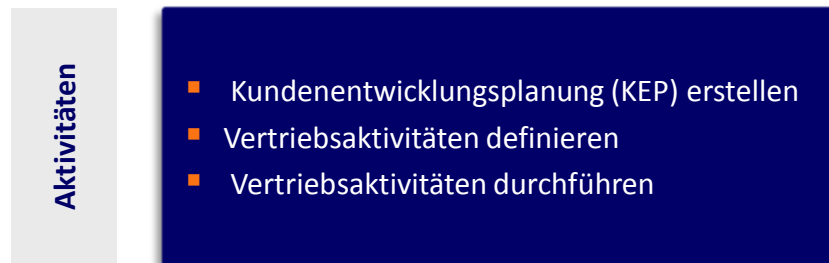 Aktivitäten
▪ Kundenentwicklungsplanung (KEP) erstellen
▪ Vertriebsaktivitäten definieren
▪ Vertriebsaktivitäten durchführen